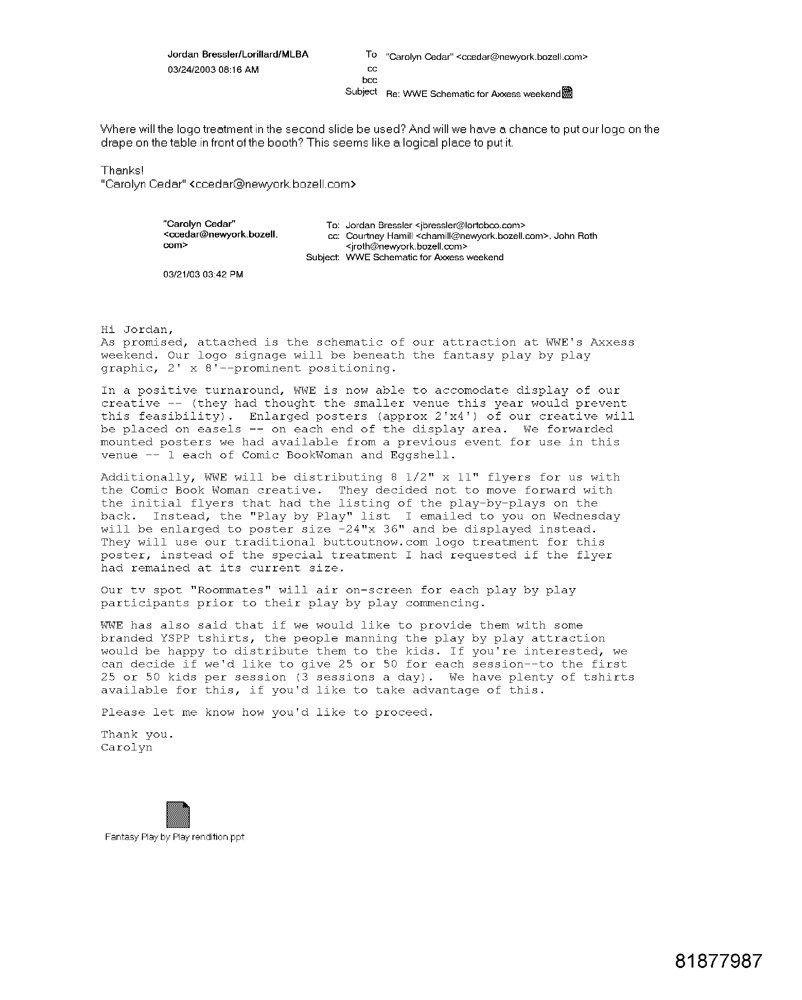 Jordan Bressler/Lorillard/MLBA
03/24/2003 08:16 AM
To "Carolyn Cedar" <ccedar@newyork.bozell.com>
cc
bcc
Subject Re: WWE Schematic for Axxess weekend
Where will the logo treatment in the second slide be used? And will we have a chance to put our logo on the
drape on the table in front of the booth? This seems like a logical place to put it.
Thanks!
"Carolyn Cedar" <ccedar@newyork.bozell.com>
"Carolyn Cedar"
<ccedar@newyork.bozell.
com>
03/21/03 03:42 PM
To: Jordan Bressler <jbressler@lortobco.com>
cc: Courtney Hamill <chamill@newyork.bozell.com>, John Roth
<jroth@newyork.bozell.com>
Subject: WWE Schematic for Axxess weekend
Hi Jordan,
As promised, attached is the schematic of our attraction at WWE's Axxess
weekend. Our logo signage will be beneath the fantasy play by play
graphic, 2' x 8'--prominent positioning.
In a positive turnaround, WWE is now able to accomodate display of our
creative -- (they had thought the smaller venue this year would prevent
this feasibility). Enlarged posters (approx 2'x4') of our creative will
be placed on easels -- on each end of the display area. We forwarded
mounted posters we had available from a previous event for use in this
venue -- 1 each of Comic BookWoman and Eggshell.
Additionally, WWE will be distributing 8 1/2" x 11" flyers for us with
the Comic Book Woman creative. They decided not to move forward with
the initial flyers that had the listing of the play-by-plays on the
back. Instead, the "Play by Play" list I emailed to you on Wednesday
will be enlarged to poster size -24"x 36" and be displayed instead.
They will use our traditional buttoutnow.com logo treatment for this
poster, instead of the special treatment I had requested if the flyer
had remained at its current size.
Our tv spot "Roommates" will air on-screen for each play by play
participants prior to their play by play commencing.
WWE has also said that if we would like to provide them with some
branded YSPP tshirts, the people manning the play by play attraction
would be happy to distribute them to the kids. If you're interested, we
can decide if we'd like to give 25 or 50 for each session--to the first
25 or 50 kids per session (3 sessions a day). We have plenty of tshirts
available for this, if you'd like to take advantage of this.
Please let me know how you'd like to proceed.
Thank you.
Carolyn
Fantasy Play by Play rendition.ppt
81877987